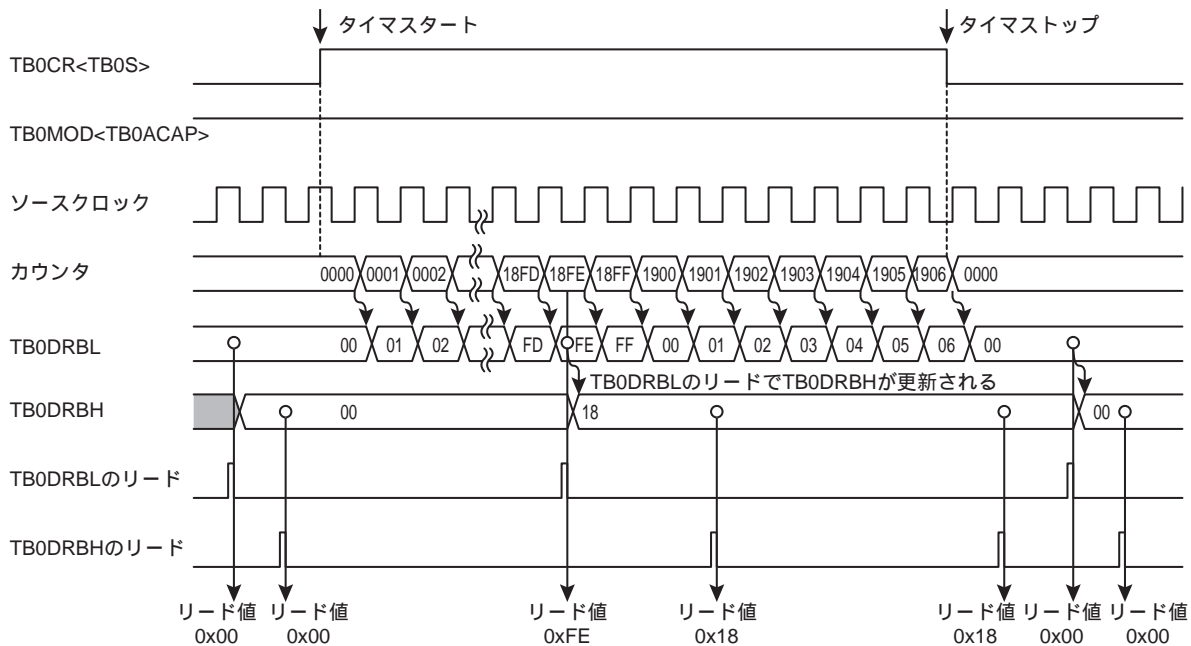 タイマスタート タイマストップ
TB0CR<TB0S>
TB0MOD<TB0ACAP>
ソースクロック
カウンタ 0000 0001 0002 18FD 18FE 18FF 1900 1901 1902 1903 1904 1905 1906 0000
TB0DRBL 00 01 02 FD FE FF 00 01 02 03 04 05 06 00
TB0DRBLのリードでTB0DRBHが更新される
TB0DRBH 00 18 00
TB0DRBLのリード
TB0DRBHのリード
リード値 リード値 リード値 リード値 リード値 リード値 リード値
0x00 0x00 0xFE 0x18 0x18 0x00 0x00